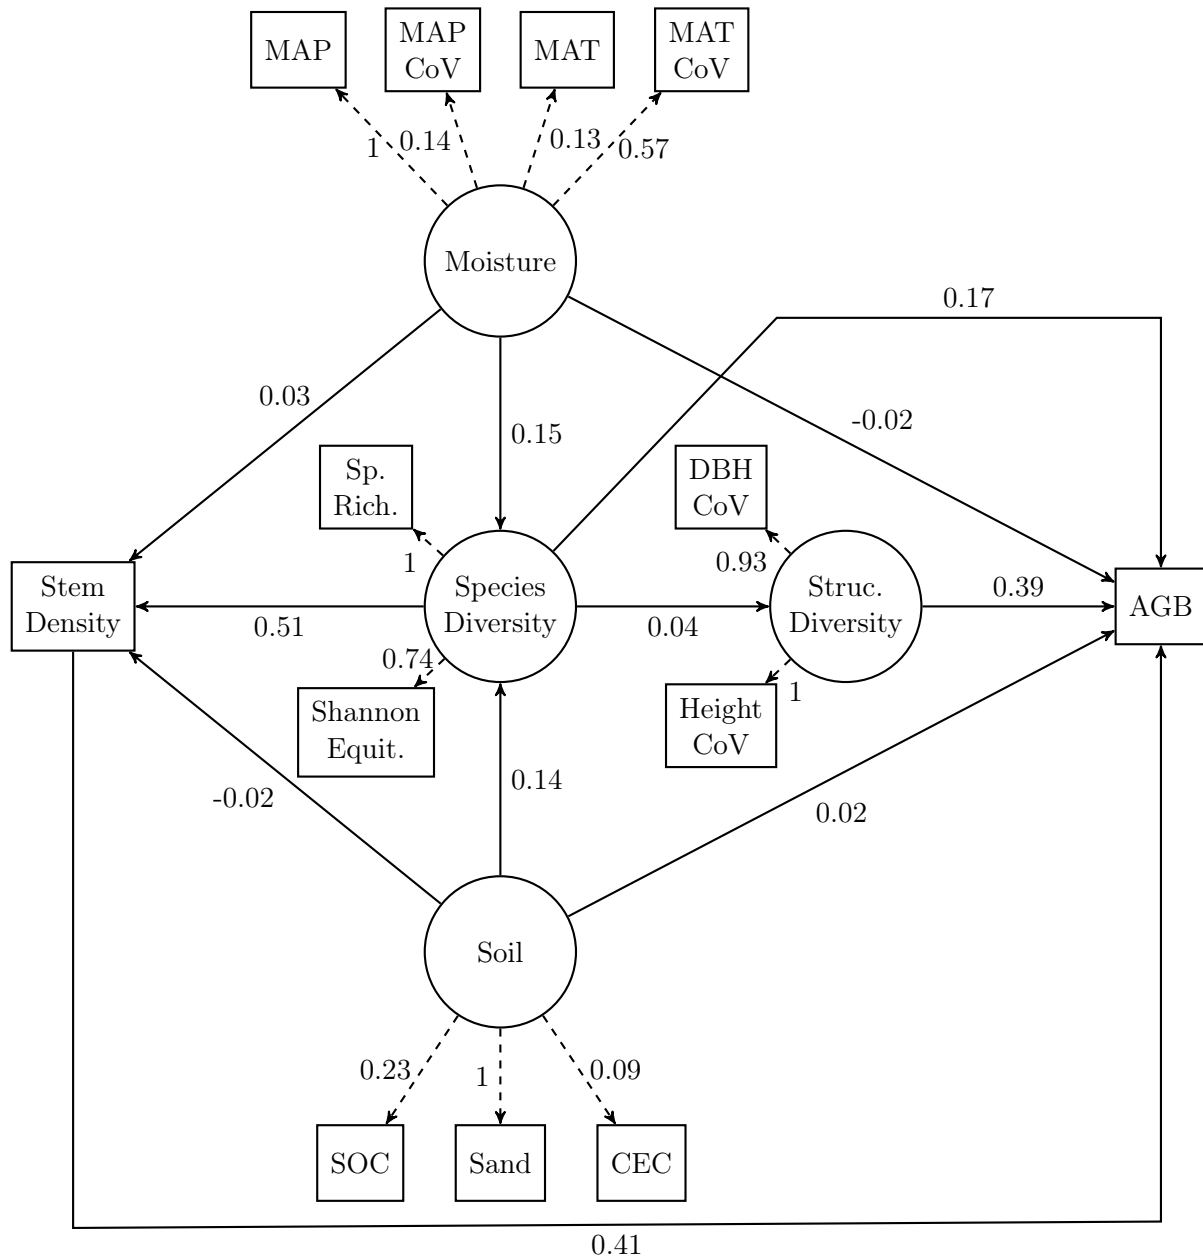 MAP
MAP
CoV
MAT
MAT
CoV
1
0.14
0.13
0.57
Moisture
0.17
0.03
-0.02
0.15
Sp.
Rich.
DBH
CoV
1
0.93
Stem
Density
Species
Diversity
Struc.
Diversity
AGB
0.51
0.04
0.39
0.74
1
Shannon
Equit.
Height
CoV
0.14
-0.02
0.02
Soil
0.23
1
0.09
SOC
Sand
CEC
0.41